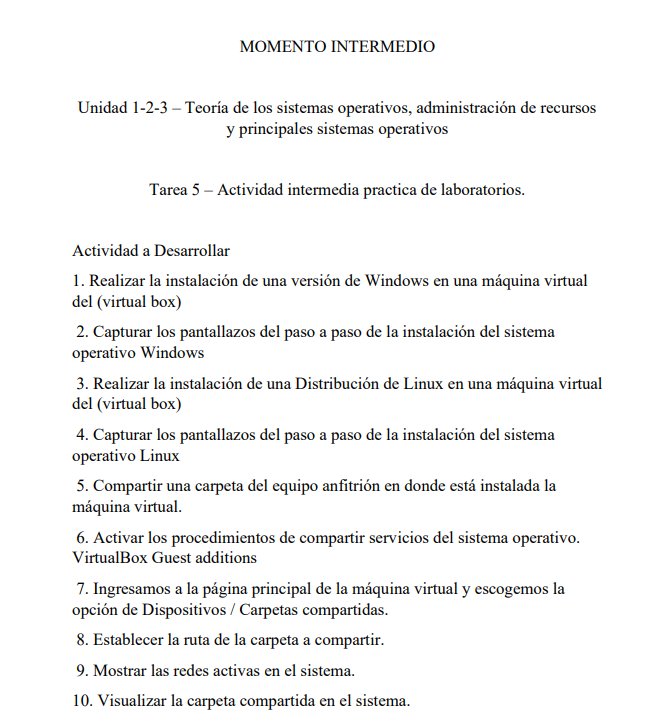 MOMENTO INTERMEDIO
Unidad 1-2-3 – Teoría de los sistemas operativos, administración de recursos
y principales sistemas operativos
Tarea 5 – Actividad intermedia practica de laboratorios.
Actividad a Desarrollar
1. Realizar la instalación de una versión de Windows en una máquina virtual
del (virtual box)
2. Capturar los pantallazos del paso a paso de la instalación del sistema
operativo Windows
3. Realizar la instalación de una Distribución de Linux en una máquina virtual
del (virtual box)
4. Capturar los pantallazos del paso a paso de la instalación del sistema
operativo Linux
5. Compartir una carpeta del equipo anfitrión en donde está instalada la
máquina virtual.
6. Activar los procedimientos de compartir servicios del sistema operativo.
VirtualBox Guest additions
7. Ingresamos a la página principal de la máquina virtual y escogemos la
opción de Dispositivos / Carpetas compartidas.
8. Establecer la ruta de la carpeta a compartir.
9. Mostrar las redes activas en el sistema.
10. Visualizar la carpeta compartida en el sistema.